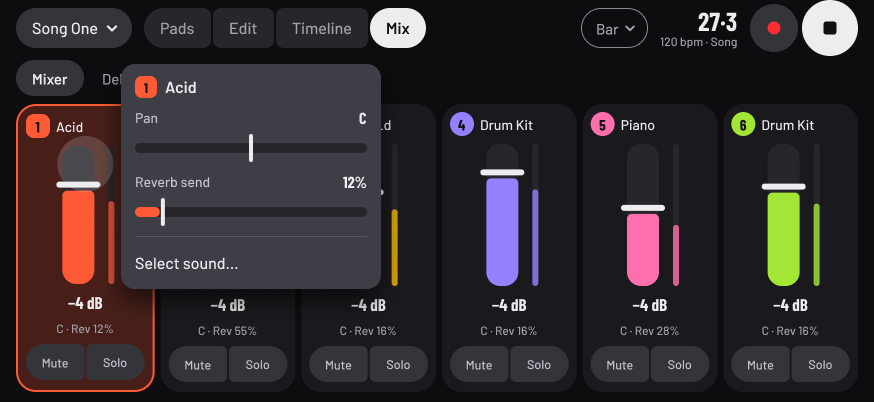 Song One
Pads
Edit
Timeline
Mix
Bar
27·3
120 bpm · Song
Mixer
1 Acid
Pan
C
Reverb send
12%
Select sound...
1 Acid
4 Drum Kit
5 Piano
6 Drum Kit
–4 dB
–4 dB
–4 dB
–4 dB
–4 dB
–4 dB
C · Rev 12%
C · Rev 55%
C · Rev 16%
C · Rev 16%
C · Rev 28%
C · Rev 16%
Mute
Solo
Mute
Solo
Mute
Solo
Mute
Solo
Mute
Solo
Mute
Solo